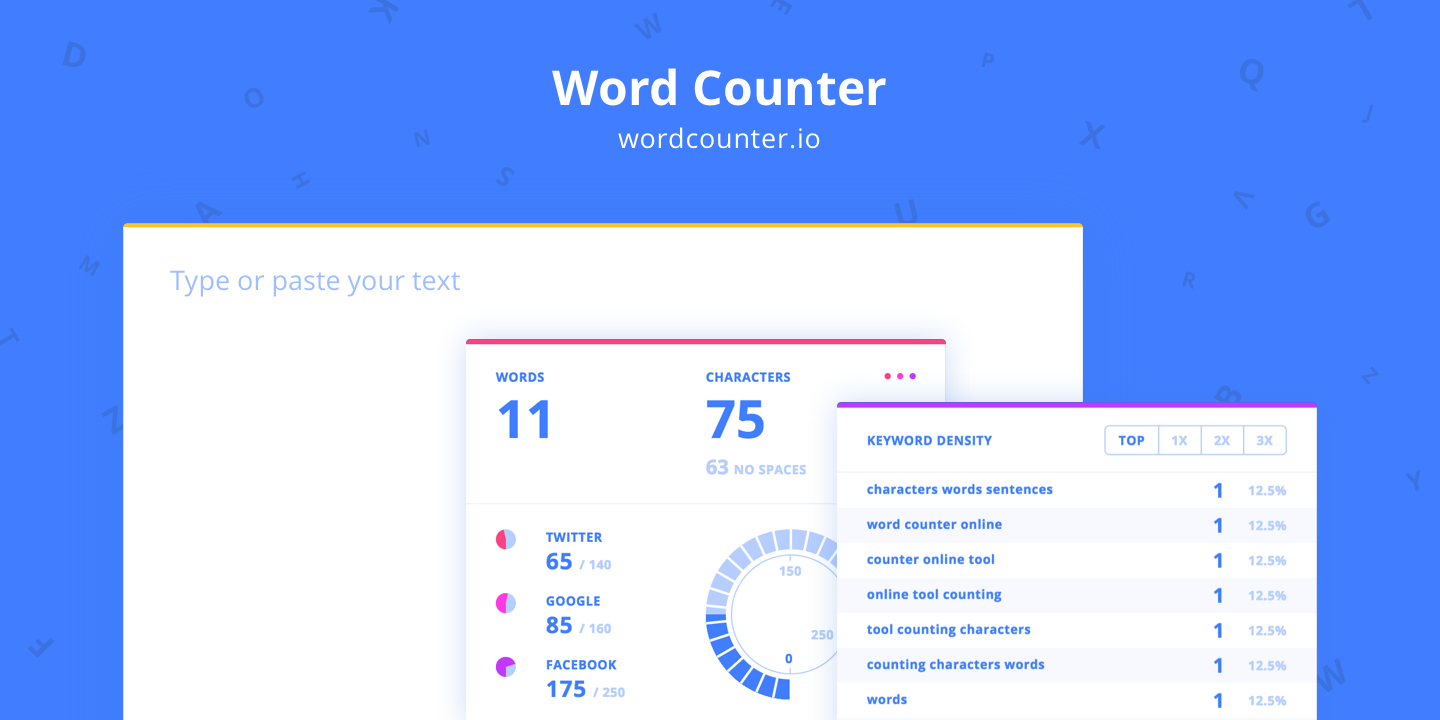 Word Counter
wordcounter.io
Type or paste your text
WORDS
11
CHARACTERS
75
63 NO SPACES
TWITTER
65 / 140
GOOGLE
85 / 160
FACEBOOK
175 / 250
150
250
0
KEYWORD DENSITY
TOP 1X 2X 3X
characters words sentences 1 12.5%
word counter online 1 12.5%
counter online tool 1 12.5%
online tool counting 1 12.5%
tool counting characters 1 12.5%
counting characters words 1 12.5%
words 1 12.5%